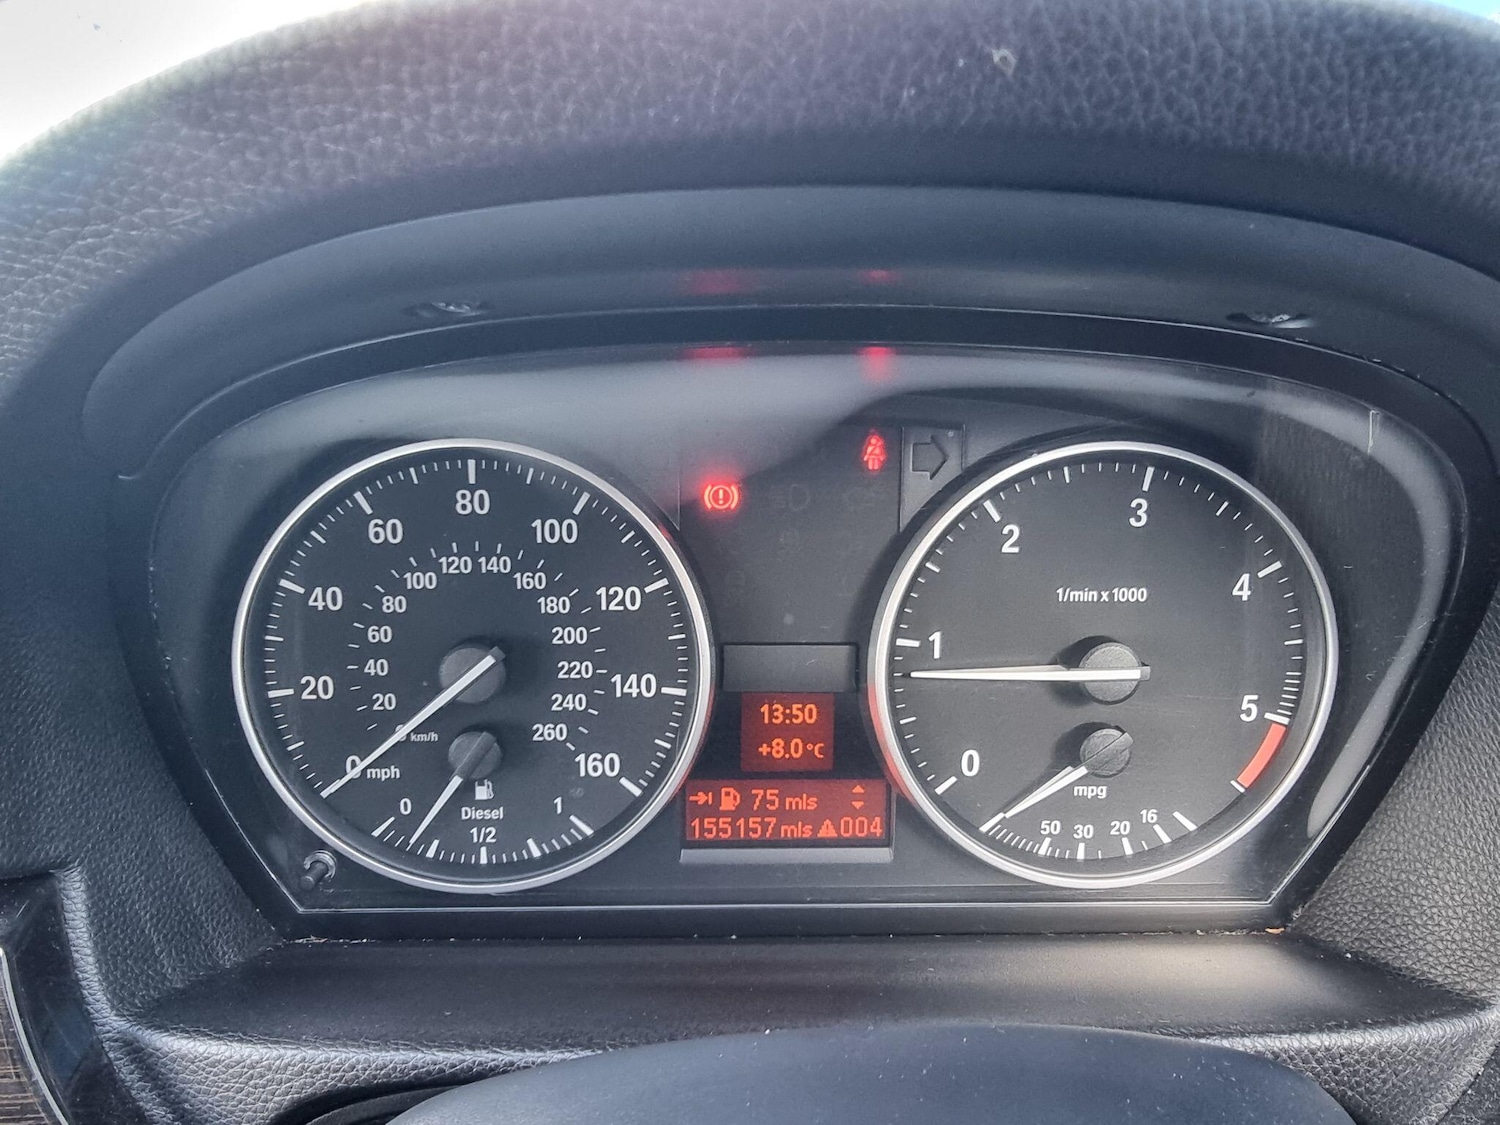 0 20 40 60 80 100 120 140 160
mph
0 20 40 60 80 100 120 140 160 180 200 220 240 260
km/h
0 1/2 1
Diesel
13:50
+8.0°C
75 mls
155157 mls 004
0 1 2 3 4 5
1/min x 1000
mpg
50 30 20 16